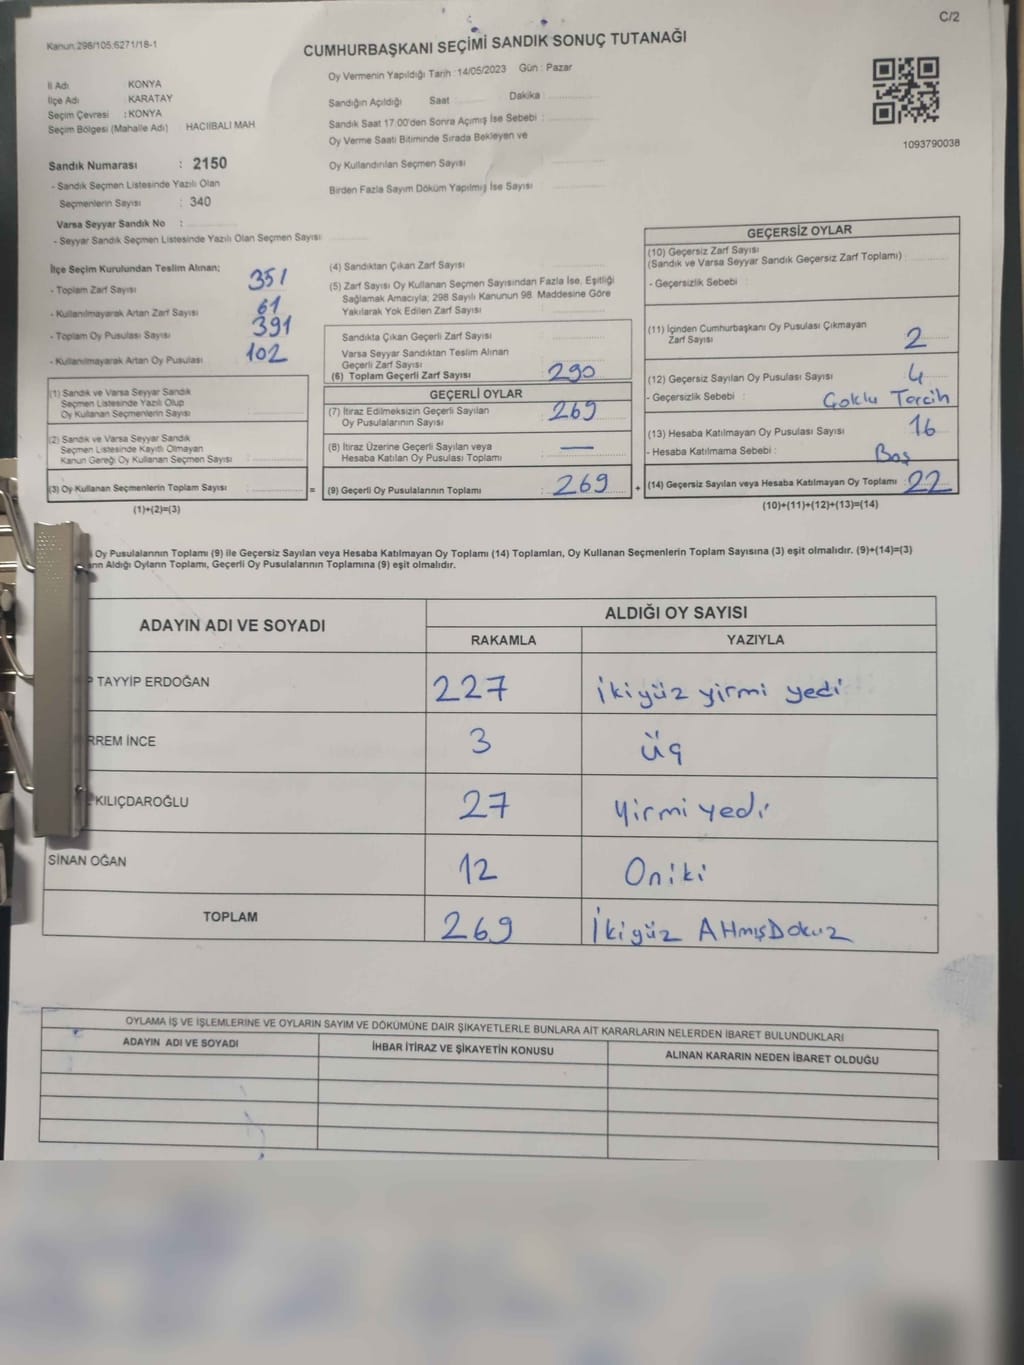 C/2
Kanun:298/105;6271/18-1
CUMHURBAŞKANI SEÇİMİ SANDIK SONUÇ TUTANAĞI
İl Adı KONYA
İlçe Adı KARATAY
Seçim Çevresi : KONYA
Seçim Bölgesi (Mahalle Adı) HACIIBALI MAH
Oy Vermenin Yapıldığı Tarih :14/05/2023 Gün : Pazar
Sandığın Açıldığı Saat Dakika :
Sandık Saat 17:00'den Sonra Açımış İse Sebebi :
Oy Verme Saati Bitiminde Sırada Bekleyen ve
Oy Kullandırılan Seçmen Sayısı
Birden Fazla Sayım Döküm Yapılmış İse Sayısı
1093790038
Sandık Numarası : 2150
- Sandık Seçmen Listesinde Yazılı Olan
Seçmenlerin Sayısı : 340
Varsa Seyyar Sandık No :
- Seyyar Sandık Seçmen Listesinde Yazılı Olan Seçmen Sayısı:
İlçe Seçim Kurulundan Teslim Alınan;
- Toplam Zarf Sayısı 351
- Kullanılmayarak Artan Zarf Sayısı 61
- Toplam Oy Pusulası Sayısı 391
- Kullanılmayarak Artan Oy Pusulası 102
(1) Sandık ve Varsa Seyyar Sandık
Seçmen Listesinde Yazılı Olup
Oy Kullanan Seçmenlerin Sayısı
(2) Sandık ve Varsa Seyyar Sandık
Seçmen Listesinde Kayıtlı Olmayan
Kanun Gereği Oy Kullanan Seçmen Sayısı
(3) Oy Kullanan Seçmenlerin Toplam Sayısı :
=
(1)+(2)=(3)
(4) Sandıktan Çıkan Zarf Sayısı
(5) Zarf Sayısı Oy Kullanan Seçmen Sayısından Fazla İse, Eşitliği
Sağlamak Amacıyla; 298 Sayılı Kanunun 98. Maddesine Göre
Yakılarak Yok Edilen Zarf Sayısı
Sandıkta Çıkan Geçerli Zarf Sayısı
Varsa Seyyar Sandıktan Teslim Alınan
Geçerli Zarf Sayısı
(6) Toplam Geçerli Zarf Sayısı 290
GEÇERLİ OYLAR
(7) İtiraz Edilmeksizin Geçerli Sayılan
Oy Pusulalarının Sayısı : 269
(8) İtiraz Üzerine Geçerli Sayılan veya
Hesaba Katılan Oy Pusulası Toplamı —
(9) Geçerli Oy Pusulalarının Toplamı : 269
+
GEÇERSİZ OYLAR
(10) Geçersiz Zarf Sayısı
(Sandık ve Varsa Seyyar Sandık Geçersiz Zarf Toplamı) :
- Geçersizlik Sebebi :
(11) İçinden Cumhurbaşkanı Oy Pusulası Çıkmayan
Zarf Sayısı 2
(12) Geçersiz Sayılan Oy Pusulası Sayısı : 4
- Geçersizlik Sebebi : Çoklu Tercih
(13) Hesaba Katılmayan Oy Pusulası Sayısı : 16
- Hesaba Katılmama Sebebi : Boş
(14) Geçersiz Sayılan veya Hesaba Katılmayan Oy Toplamı : 22
(10)+(11)+(12)+(13)=(14)
Oy Pusulalarının Toplamı (9) ile Geçersiz Sayılan veya Hesaba Katılmayan Oy Toplamı (14) Toplamları, Oy Kullanan Seçmenlerin Toplam Sayısına (3) eşit olmalıdır. (9)+(14)=(3)
Aldığı Oyların Toplamı, Geçerli Oy Pusulalarının Toplamına (9) eşit olmalıdır.
ADAYIN ADI VE SOYADI ALDIĞI OY SAYISI
RAKAMLA YAZIYLA
P TAYYİP ERDOĞAN 227 ikiyüz yirmi yedi
RREM İNCE 3 üç
KILIÇDAROĞLU 27 yirmi yedi
SİNAN OĞAN 12 Oniki
TOPLAM 269 İkiyüz AltmışDokuz
OYLAMA İŞ VE İŞLEMLERİNE VE OYLARIN SAYIM VE DÖKÜMÜNE DAİR ŞİKAYETLERLE BUNLARA AİT KARARLARIN NELERDEN İBARET BULUNDUKLARI
ADAYIN ADI VE SOYADI İHBAR İTİRAZ VE ŞİKAYETİN KONUSU ALINAN KARARIN NEDEN İBARET OLDUĞU